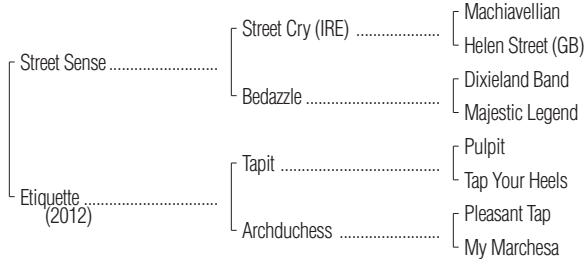 Machiavellian
Street Cry (IRE) ....................
Helen Street (GB)
Street Sense ..........................
Dixieland Band
Bedazzle ................................
Majestic Legend
Pulpit
Tapit ......................................
Tap Your Heels
Etiquette ................................
(2012)
Pleasant Tap
Archduchess ........................
My Marchesa